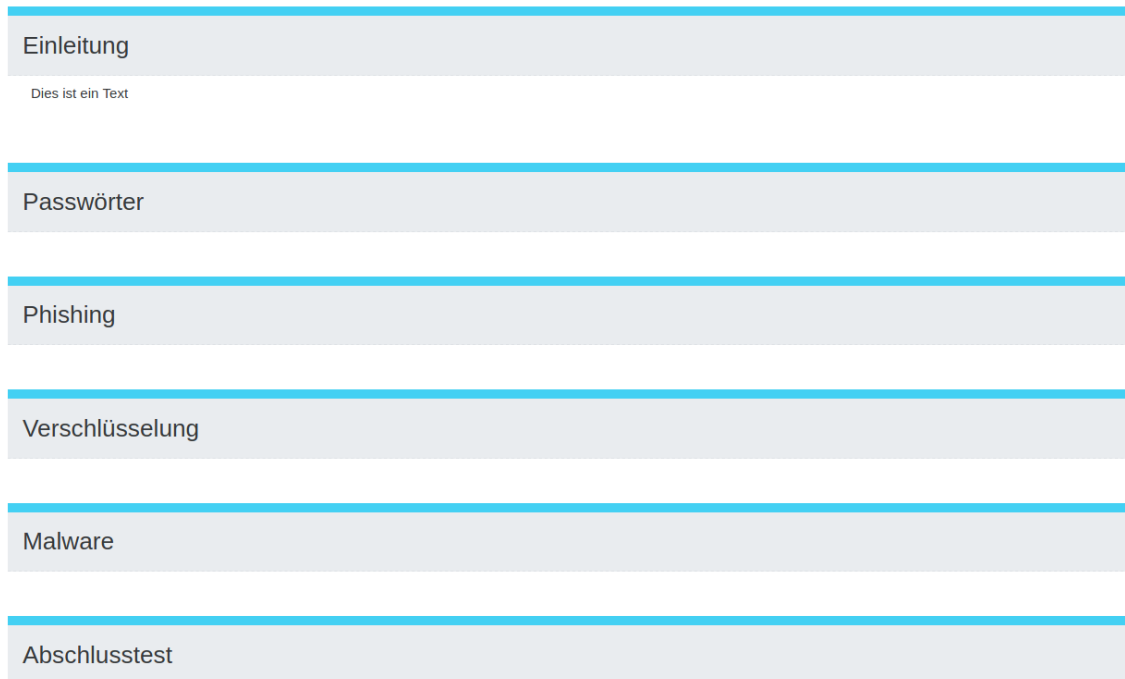 Einleitung
Dies ist ein Text
Passwörter
Phishing
Verschlüsselung
Malware
Abschlusstest